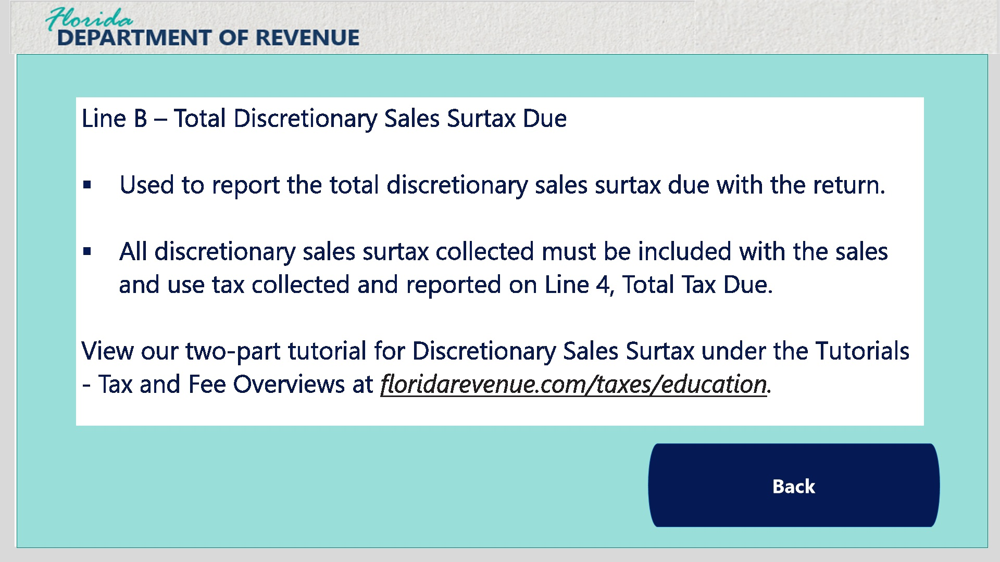 Florida
DEPARTMENT OF REVENUE
Line B – Total Discretionary Sales Surtax Due
▪ Used to report the total discretionary sales surtax due with the return.
▪ All discretionary sales surtax collected must be included with the sales
and use tax collected and reported on Line 4, Total Tax Due.
View our two-part tutorial for Discretionary Sales Surtax under the Tutorials
- Tax and Fee Overviews at floridarevenue.com/taxes/education.
Back